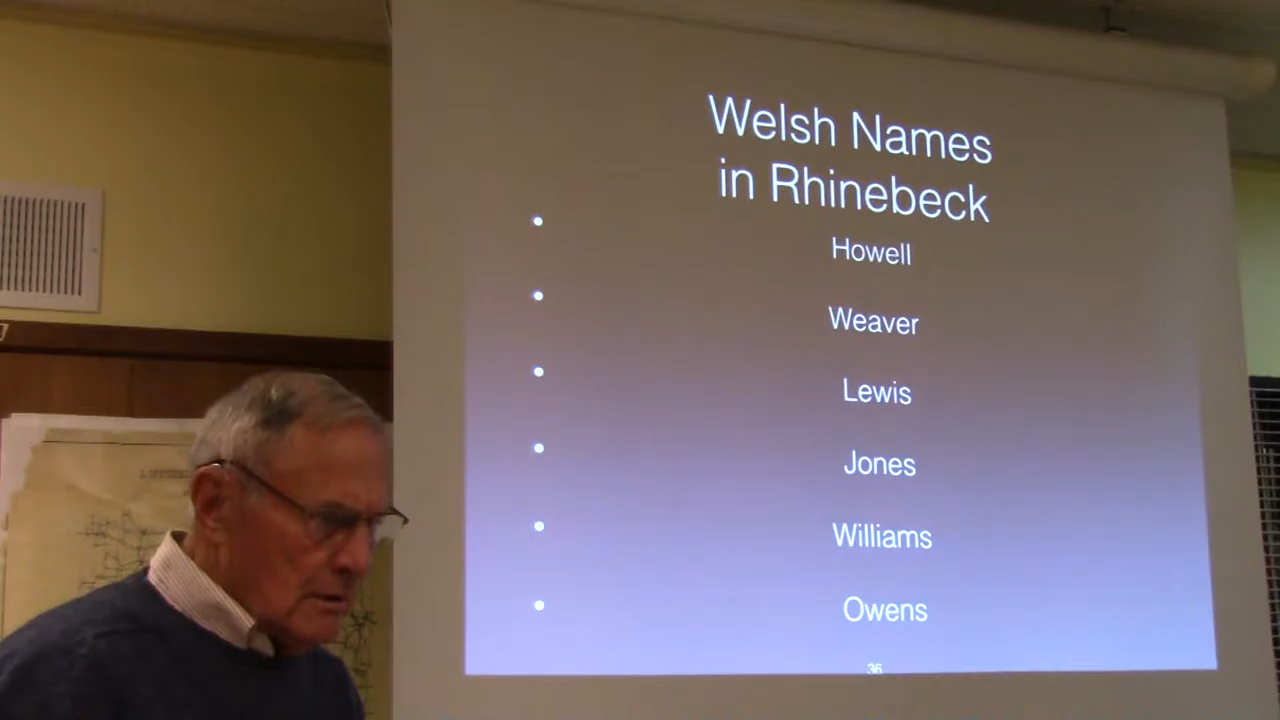 Welsh Names
in Rhinebeck
• Howell
• Weaver
• Lewis
• Jones
• Williams
• Owens
36